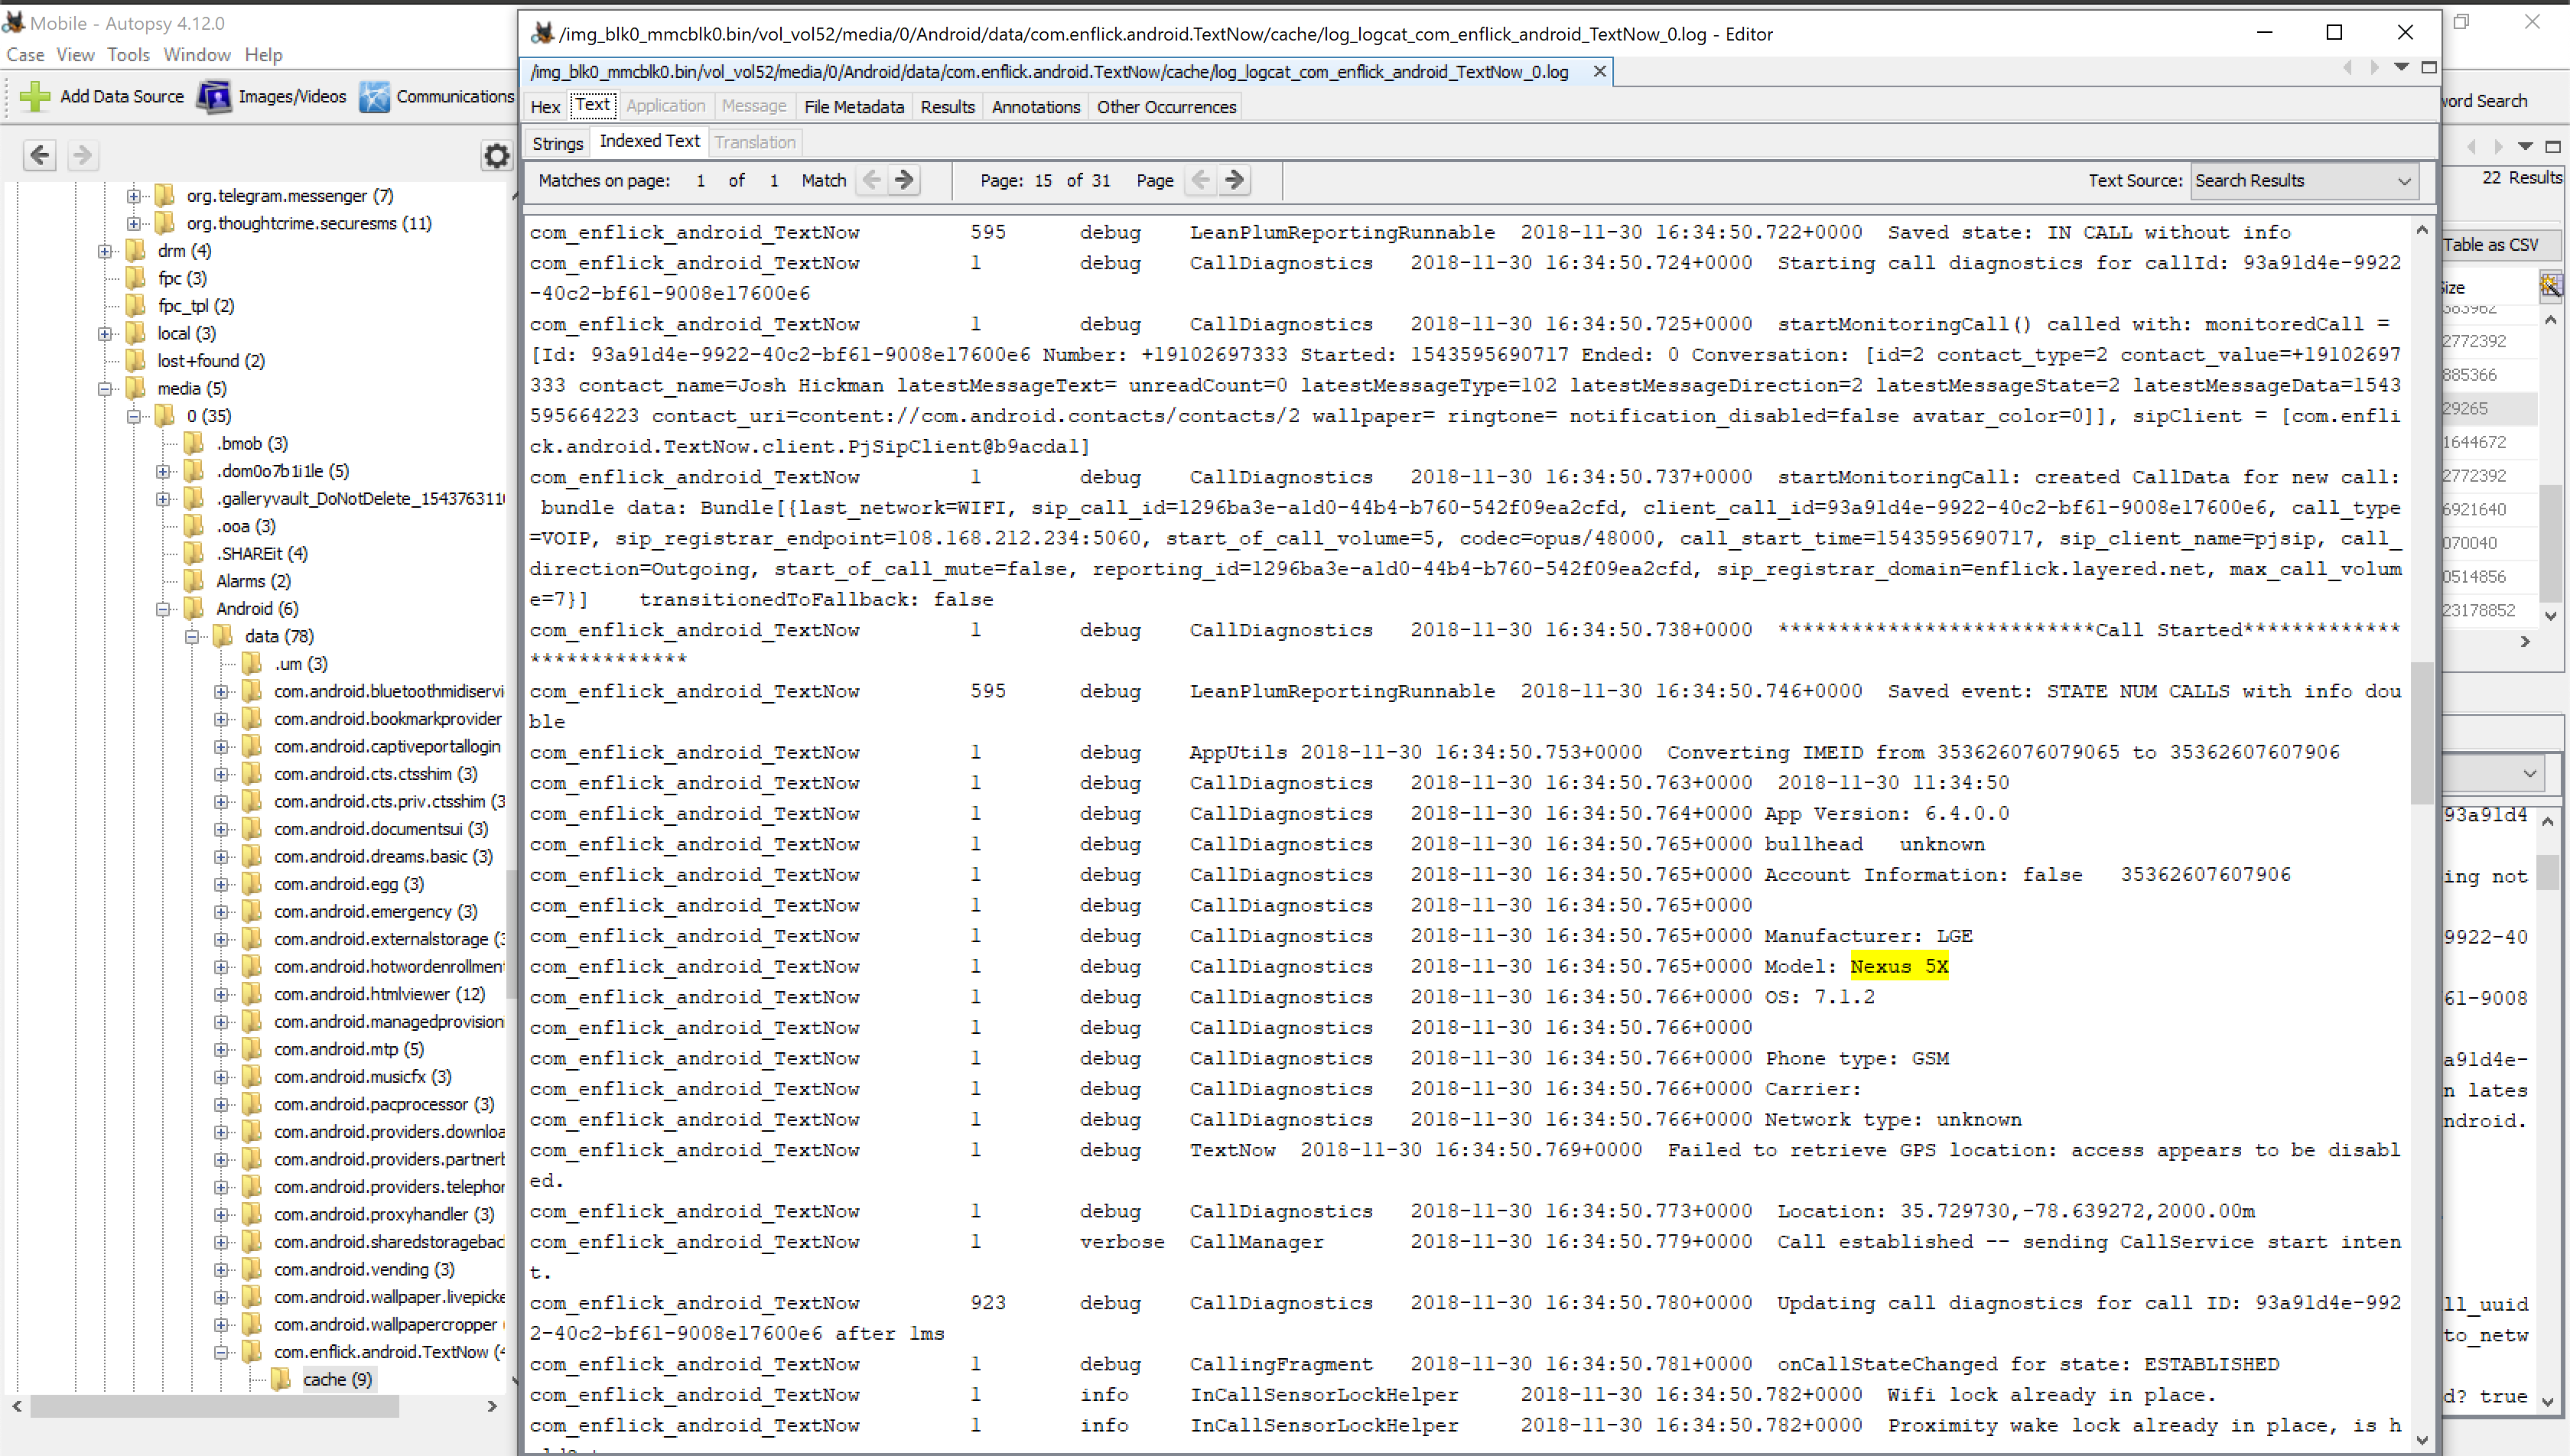 Mobile - Autopsy 4.12.0
Case View Tools Window Help
Add Data Source Images/Videos Communications
org.telegram.messenger (7)
org.thoughtcrime.securesms (11)
drm (4)
fpc (3)
fpc_tpl (2)
local (3)
lost+found (2)
media (5)
0 (35)
.bmob (3)
.dom0o7b1i1le (5)
.galleryvault_DoNotDelete_154376311
.ooa (3)
.SHAREit (4)
Alarms (2)
Android (6)
data (78)
.um (3)
com.android.bluetoothmidiservi
com.android.bookmarkprovider
com.android.captiveportallogin
com.android.cts.ctsshim (3)
com.android.cts.priv.ctsshim (3
com.android.documentsui (3)
com.android.dreams.basic (3)
com.android.egg (3)
com.android.emergency (3)
com.android.externalstorage (3
com.android.hotwordenrollment
com.android.htmlviewer (12)
com.android.managedprovision
com.android.mtp (5)
com.android.musicfx (3)
com.android.pacprocessor (3)
com.android.providers.downloa
com.android.providers.partnerb
com.android.providers.telephor
com.android.proxyhandler (3)
com.android.sharedstoragebac
com.android.vending (3)
com.android.wallpaper.livepicke
com.android.wallpapercropper (
com.enflick.android.TextNow (4
cache (9)
/img_blk0_mmcblk0.bin/vol_vol52/media/0/Android/data/com.enflick.android.TextNow/cache/log_logcat_com_enflick_android_TextNow_0.log - Editor
/img_blk0_mmcblk0.bin/vol_vol52/media/0/Android/data/com.enflick.android.TextNow/cache/log_logcat_com_enflick_android_TextNow_0.log
Hex Text Application Message File Metadata Results Annotations Other Occurrences
Strings Indexed Text Translation
Matches on page: 1 of 1 Match Page: 15 of 31 Page Text Source: Search Results
com_enflick_android_TextNow 595 debug LeanPlumReportingRunnable 2018-11-30 16:34:50.722+0000 Saved state: IN CALL without info
com_enflick_android_TextNow 1 debug CallDiagnostics 2018-11-30 16:34:50.724+0000 Starting call diagnostics for callId: 93a91d4e-9922
-40c2-bf61-9008e17600e6
com_enflick_android_TextNow 1 debug CallDiagnostics 2018-11-30 16:34:50.725+0000 startMonitoringCall() called with: monitoredCall =
[Id: 93a91d4e-9922-40c2-bf61-9008e17600e6 Number: +19102697333 Started: 1543595690717 Ended: 0 Conversation: [id=2 contact_type=2 contact_value=+19102697
333 contact_name=Josh Hickman latestMessageText= unreadCount=0 latestMessageType=102 latestMessageDirection=2 latestMessageState=2 latestMessageData=1543
595664223 contact_uri=content://com.android.contacts/contacts/2 wallpaper= ringtone= notification_disabled=false avatar_color=0]], sipClient = [com.enfli
ck.android.TextNow.client.PjSipClient@b9acda1]
com_enflick_android_TextNow 1 debug CallDiagnostics 2018-11-30 16:34:50.737+0000 startMonitoringCall: created CallData for new call:
bundle data: Bundle[{last_network=WIFI, sip_call_id=1296ba3e-a1d0-44b4-b760-542f09ea2cfd, client_call_id=93a91d4e-9922-40c2-bf61-9008e17600e6, call_type
=VOIP, sip_registrar_endpoint=108.168.212.234:5060, start_of_call_volume=5, codec=opus/48000, call_start_time=1543595690717, sip_client_name=pjsip, call_
direction=Outgoing, start_of_call_mute=false, reporting_id=1296ba3e-a1d0-44b4-b760-542f09ea2cfd, sip_registrar_domain=enflick.layered.net, max_call_volum
e=7}] transitionedToFallback: false
com_enflick_android_TextNow 1 debug CallDiagnostics 2018-11-30 16:34:50.738+0000 **************************Call Started*************
*************
com_enflick_android_TextNow 595 debug LeanPlumReportingRunnable 2018-11-30 16:34:50.746+0000 Saved event: STATE NUM CALLS with info dou
ble
com_enflick_android_TextNow 1 debug AppUtils 2018-11-30 16:34:50.753+0000 Converting IMEID from 353626076079065 to 35362607607906
com_enflick_android_TextNow 1 debug CallDiagnostics 2018-11-30 16:34:50.763+0000 2018-11-30 11:34:50
com_enflick_android_TextNow 1 debug CallDiagnostics 2018-11-30 16:34:50.764+0000 App Version: 6.4.0.0
com_enflick_android_TextNow 1 debug CallDiagnostics 2018-11-30 16:34:50.765+0000 bullhead unknown
com_enflick_android_TextNow 1 debug CallDiagnostics 2018-11-30 16:34:50.765+0000 Account Information: false 35362607607906
com_enflick_android_TextNow 1 debug CallDiagnostics 2018-11-30 16:34:50.765+0000
com_enflick_android_TextNow 1 debug CallDiagnostics 2018-11-30 16:34:50.765+0000 Manufacturer: LGE
com_enflick_android_TextNow 1 debug CallDiagnostics 2018-11-30 16:34:50.765+0000 Model: Nexus 5X
com_enflick_android_TextNow 1 debug CallDiagnostics 2018-11-30 16:34:50.766+0000 OS: 7.1.2
com_enflick_android_TextNow 1 debug CallDiagnostics 2018-11-30 16:34:50.766+0000
com_enflick_android_TextNow 1 debug CallDiagnostics 2018-11-30 16:34:50.766+0000 Phone type: GSM
com_enflick_android_TextNow 1 debug CallDiagnostics 2018-11-30 16:34:50.766+0000 Carrier:
com_enflick_android_TextNow 1 debug CallDiagnostics 2018-11-30 16:34:50.766+0000 Network type: unknown
com_enflick_android_TextNow 1 debug TextNow 2018-11-30 16:34:50.769+0000 Failed to retrieve GPS location: access appears to be disabl
ed.
com_enflick_android_TextNow 1 debug CallDiagnostics 2018-11-30 16:34:50.773+0000 Location: 35.729730,-78.639272,2000.00m
com_enflick_android_TextNow 1 verbose CallManager 2018-11-30 16:34:50.779+0000 Call established -- sending CallService start inten
t.
com_enflick_android_TextNow 923 debug CallDiagnostics 2018-11-30 16:34:50.780+0000 Updating call diagnostics for call ID: 93a91d4e-992
2-40c2-bf61-9008e17600e6 after 1ms
com_enflick_android_TextNow 1 debug CallingFragment 2018-11-30 16:34:50.781+0000 onCallStateChanged for state: ESTABLISHED
com_enflick_android_TextNow 1 info InCallSensorLockHelper 2018-11-30 16:34:50.782+0000 Wifi lock already in place.
com_enflick_android_TextNow 1 info InCallSensorLockHelper 2018-11-30 16:34:50.782+0000 Proximity wake lock already in place, is h
word Search
22 Results
Table as CSV
Size
2772392
885366
29265
1644672
2772392
6921640
070040
0514856
23178852
93a91d4
ing not
9922-40
61-9008
a91d4e-
n lates
ndroid.
ll_uuid
to_netw
d? true